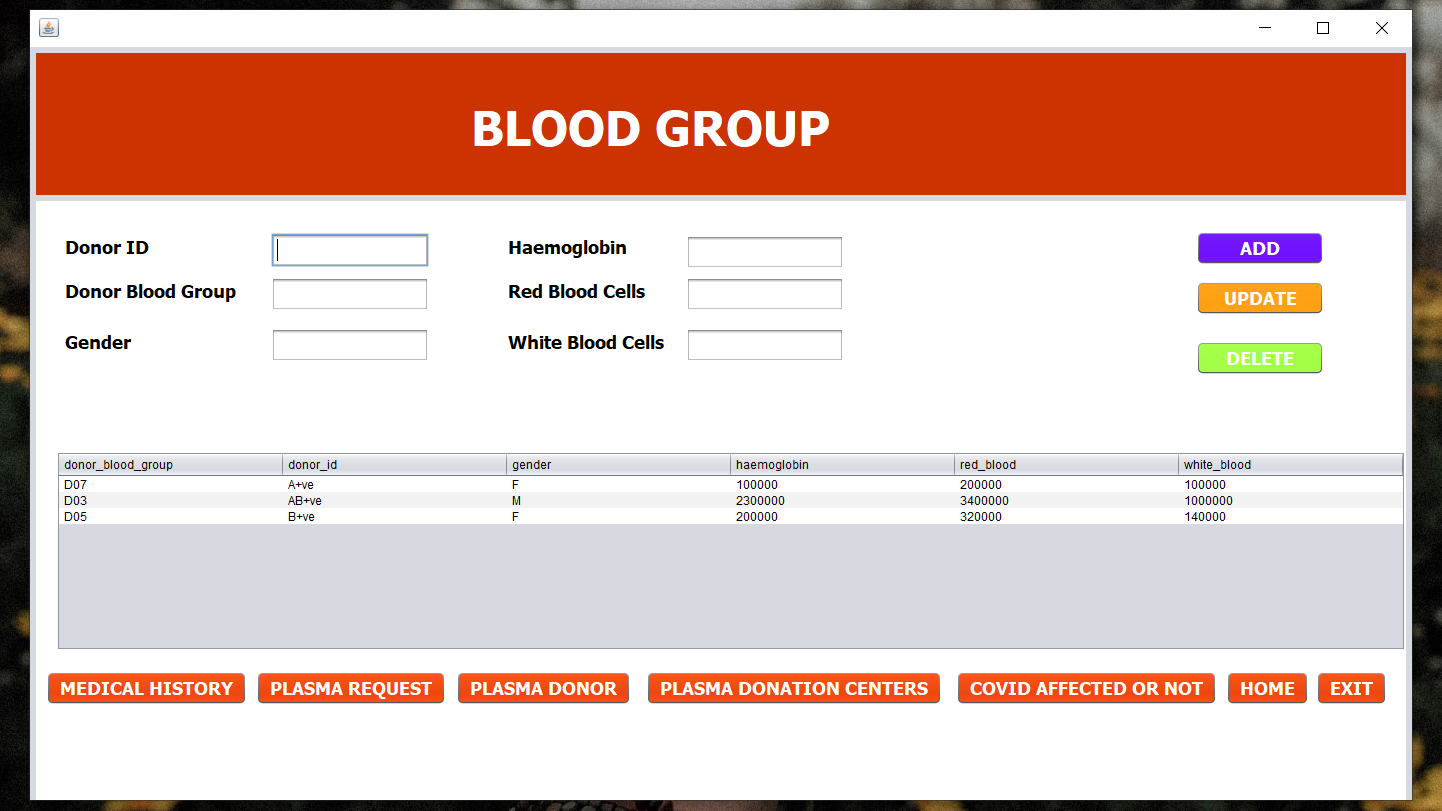 BLOOD GROUP
Donor ID Haemoglobin ADD
Donor Blood Group Red Blood Cells UPDATE
Gender White Blood Cells DELETE
donor_blood_group donor_id gender haemoglobin red_blood white_blood
D07 A+ve F 100000 200000 100000
D03 AB+ve M 2300000 3400000 1000000
D05 B+ve F 200000 320000 140000
MEDICAL HISTORY PLASMA REQUEST PLASMA DONOR PLASMA DONATION CENTERS COVID AFFECTED OR NOT HOME EXIT